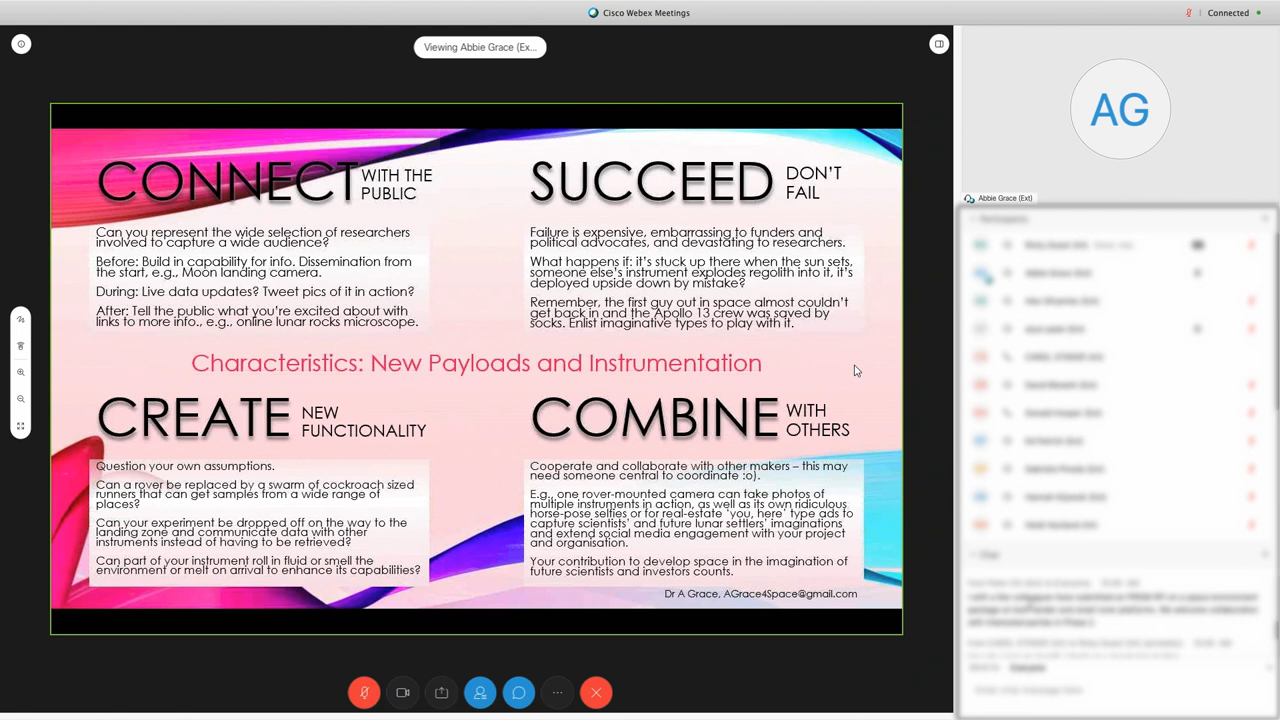 Cisco Webex Meetings
Connected
Viewing Abbie Grace (Ex...
AG
Abbie Grace (Ext)
CONNECT WITH THE
PUBLIC
Can you represent the wide selection of researchers
involved to capture a wide audience?
Before: Build in capability for info. Dissemination from
the start, e.g., Moon landing camera.
During: Live data updates? Tweet pics of it in action?
After: Tell the public what you're excited about with
links to more info., e.g., online lunar rocks microscope.
SUCCEED DON'T
FAIL
Failure is expensive, embarrassing to funders and
political advocates, and devastating to researchers.
What happens if: it's stuck up there when the sun sets,
someone else's instrument explodes regolith into it, it's
deployed upside down by mistake?
Remember, the first guy out in space almost couldn't
get back in and the Apollo 13 crew was saved by
socks. Enlist imaginative types to play with it.
Characteristics: New Payloads and Instrumentation
CREATE NEW
FUNCTIONALITY
Question your own assumptions.
Can a rover be replaced by a swarm of cockroach sized
runners that can get samples from a wide range of
places?
Can your experiment be dropped off on the way to the
landing zone and communicate data with other
instruments instead of having to be retrieved?
Can part of your instrument roll in fluid or smell the
environment or melt on arrival to enhance its capabilities?
COMBINE WITH
OTHERS
Cooperate and collaborate with other makers – this may
need someone central to coordinate :o).
E.g., one rover-mounted camera can take photos of
multiple instruments in action, as well as its own ridiculous
horse-pose selfies or for real-estate 'you, here' type ads to
capture scientists' and future lunar settlers' imaginations
and extend social media engagement with your project
and organisation.
Your contribution to develop space in the imagination of
future scientists and investors counts.
Dr A Grace, AGrace4Space@gmail.com